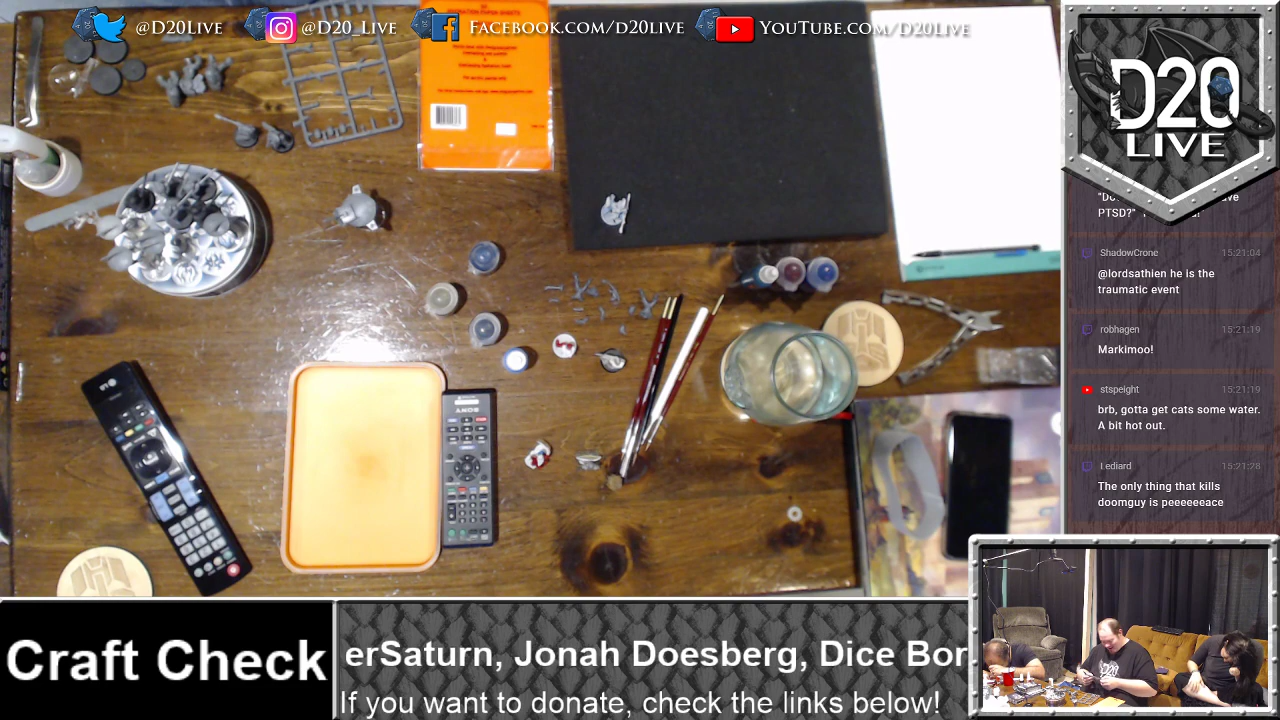 @D20Live
@D20_Live
Facebook.com/D20Live
YouTube.com/D20Live
D20
LIVE
PTSD?"
ShadowCrone 15:21:04
@lordsathien he is the
traumatic event
robhagen 15:21:19
Markimoo!
stspeight 15:21:19
brb, gotta get cats some water.
A bit hot out.
Lediard 15:21:28
The only thing that kills
doomguy is peeeeeeace
SONY
LG
Craft Check
erSaturn, Jonah Doesberg, Dice Bor
If you want to donate, check the links below!